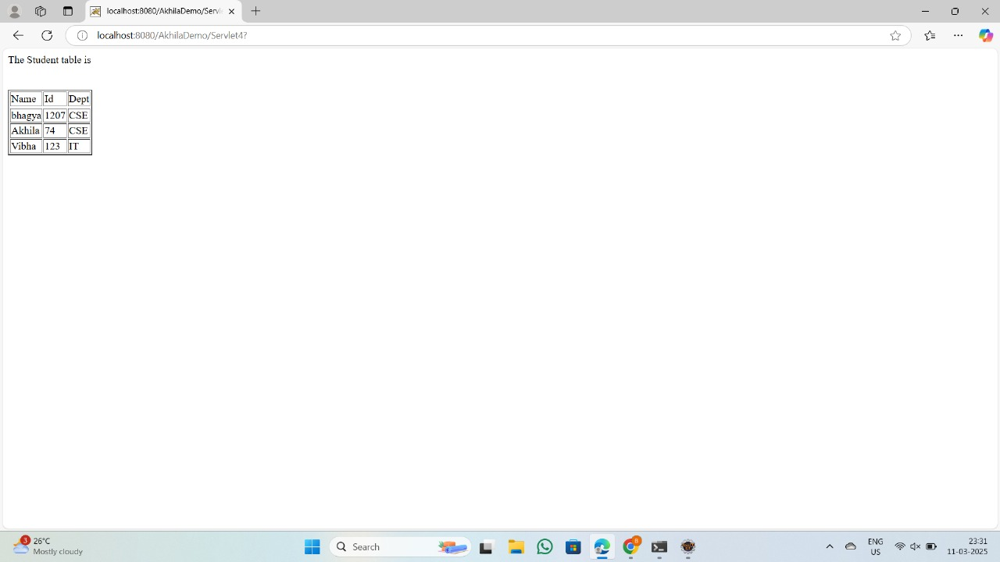 localhost:8080/AkhilaDemo/Servl
localhost:8080/AkhilaDemo/Servlet4?
The Student table is
Name Id Dept
bhagya 1207 CSE
Akhila 74 CSE
Vibha 123 IT
3 26°C
Mostly cloudy
Search
8
ENG
US
23:31
11-03-2025